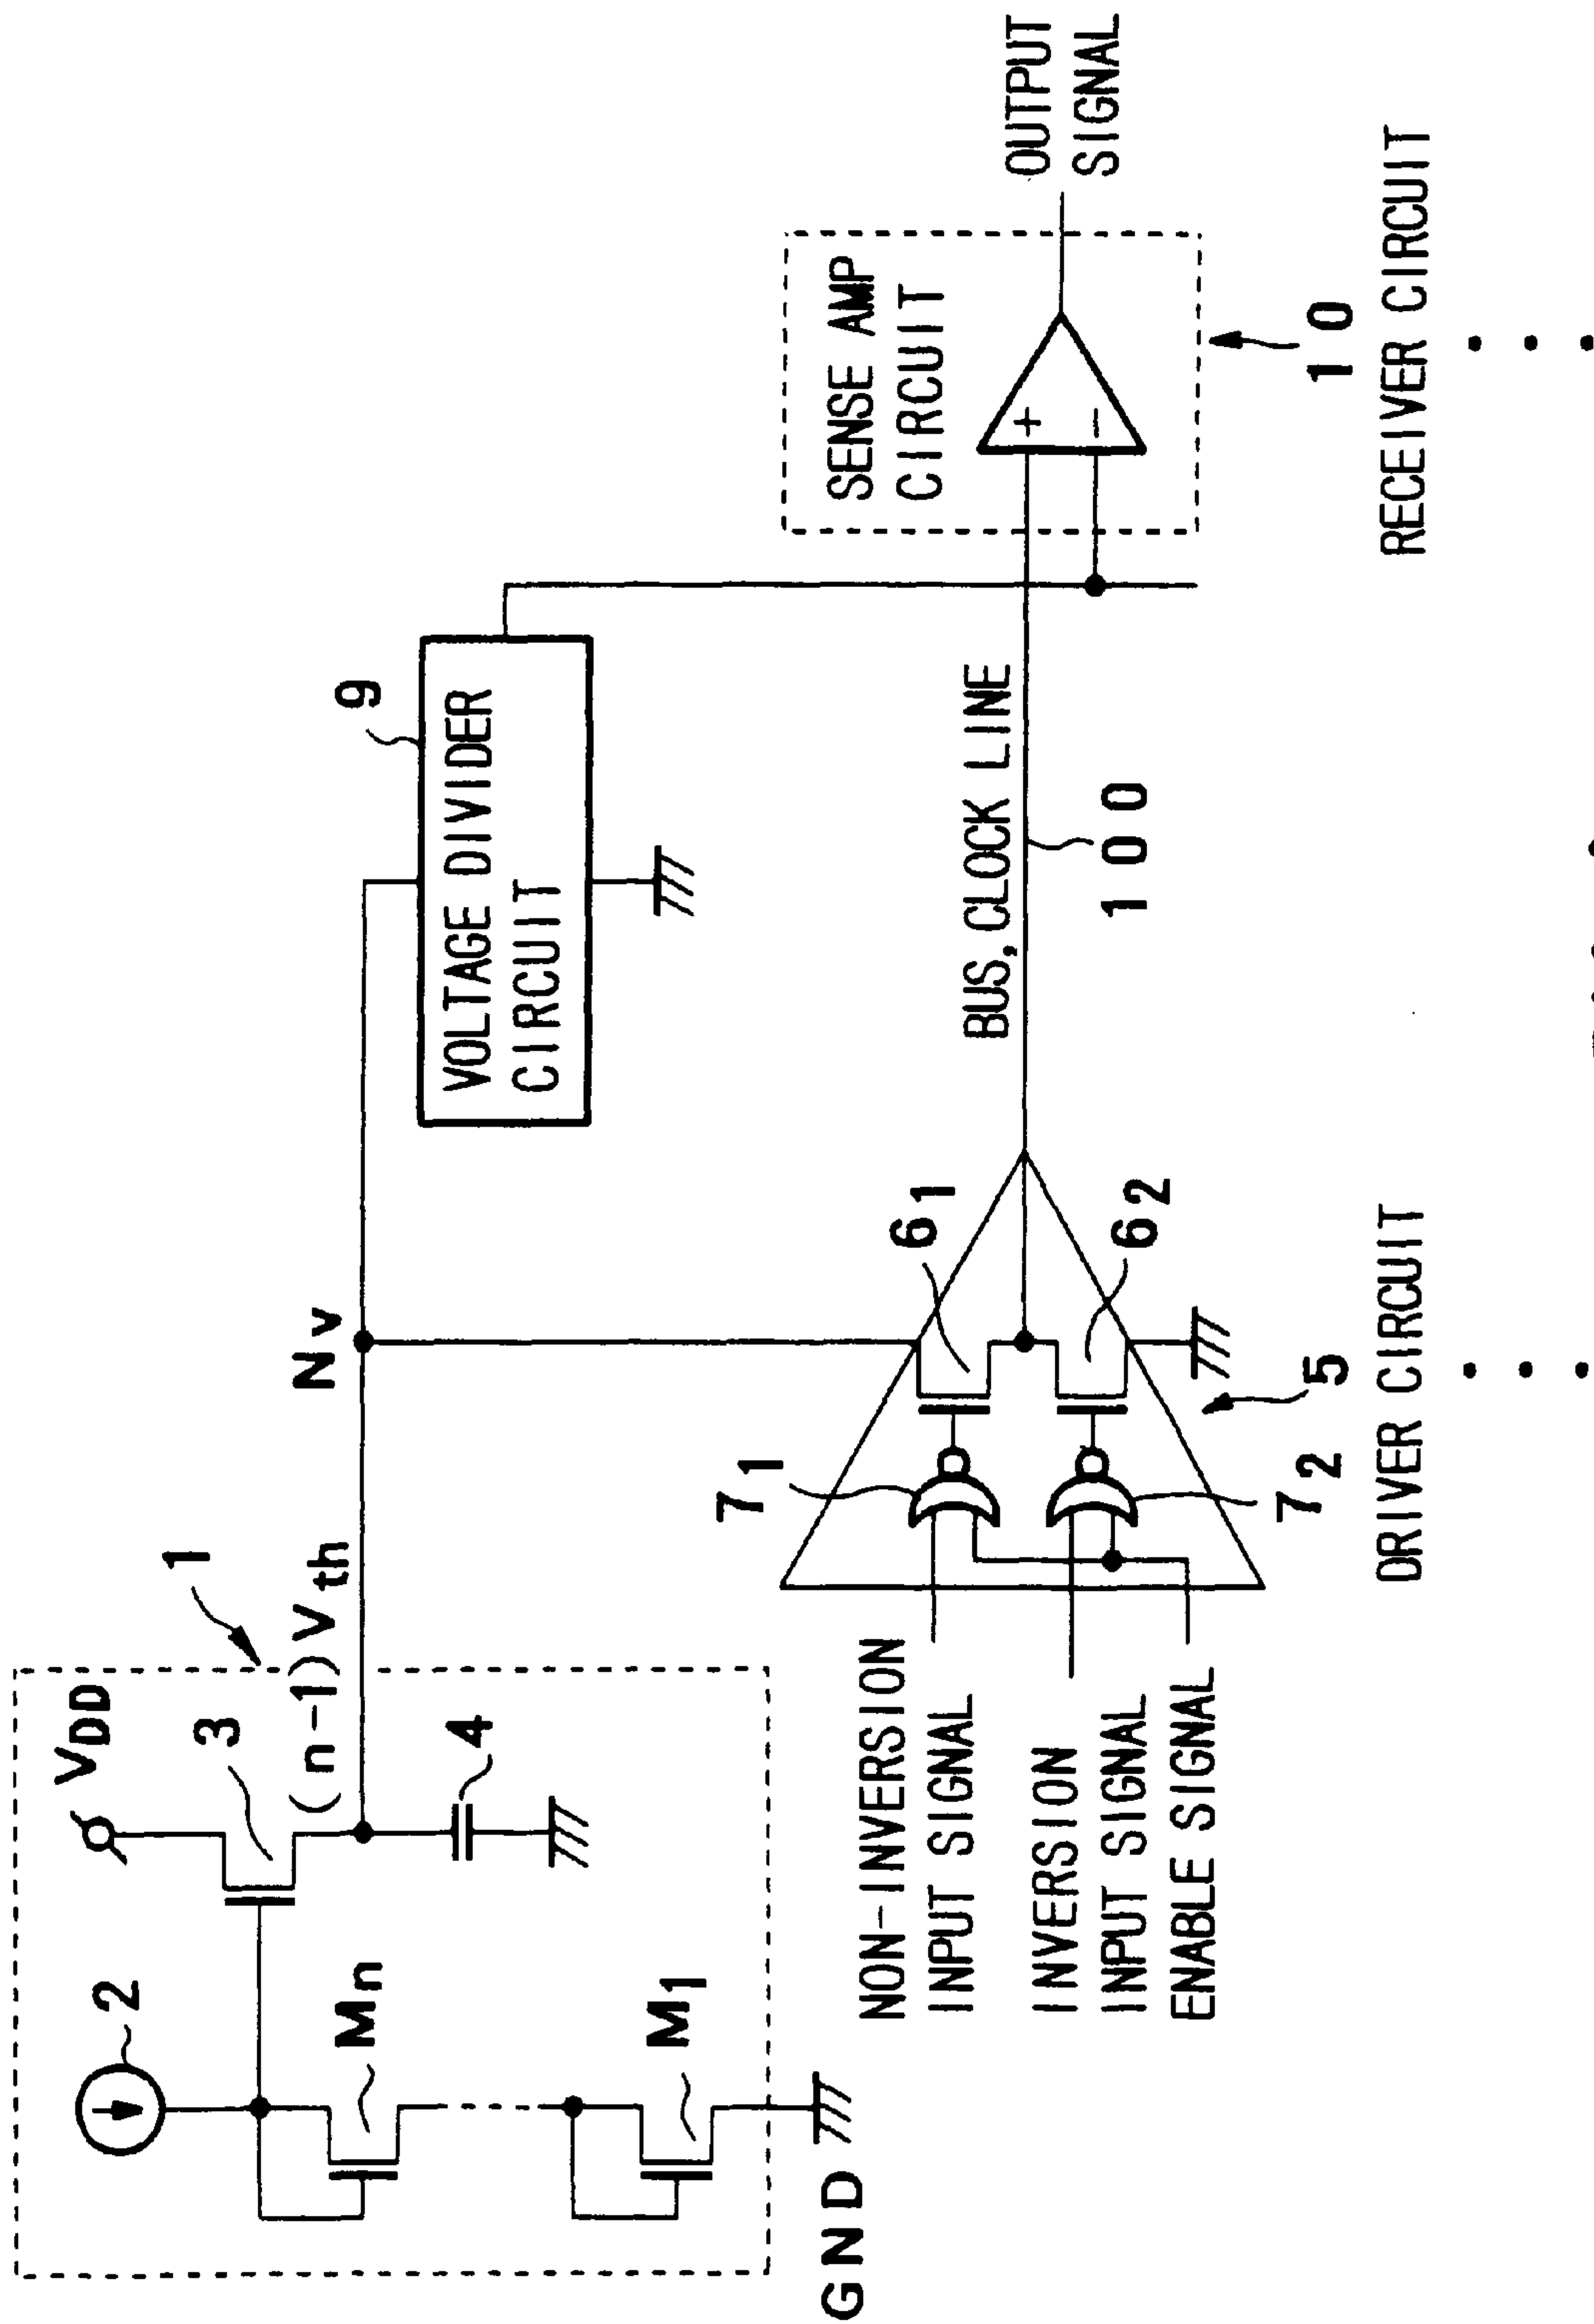 1
VDD
3
2
(n-1)Vth
Nv
9
Mn
4
VOLTAGE DIVIDER
CIRCUIT
M1
GND
71
61
SENSE AMP
CIRCUIT
NON-INVERSION
INPUT SIGNAL
BUS, CLOCK LINE
+
−
OUTPUT
SIGNAL
INVERSION
INPUT SIGNAL
ENABLE SIGNAL
62
100
72
5
10
DRIVER CIRCUIT
RECEIVER CIRCUIT